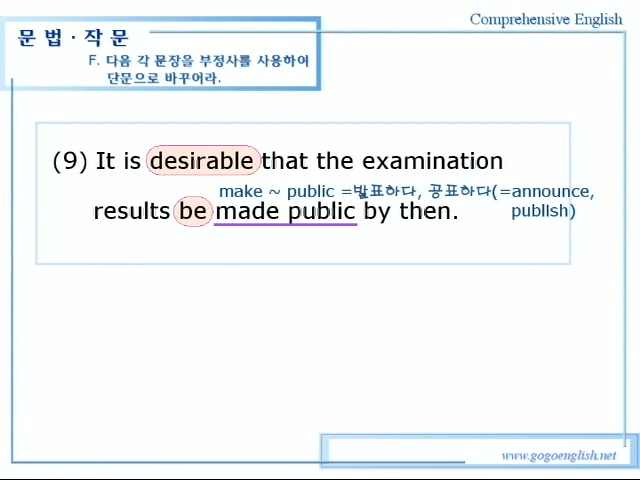 Comprehensive English
문 법 · 작 문
F. 다음 각 문장을 부정사를 사용하여
단문으로 바꾸어라.
(9) It is desirable that the examination
make ~ public =발표하다, 공표하다(=announce,
publish)
results be made public by then.
www.gogoenglish.net